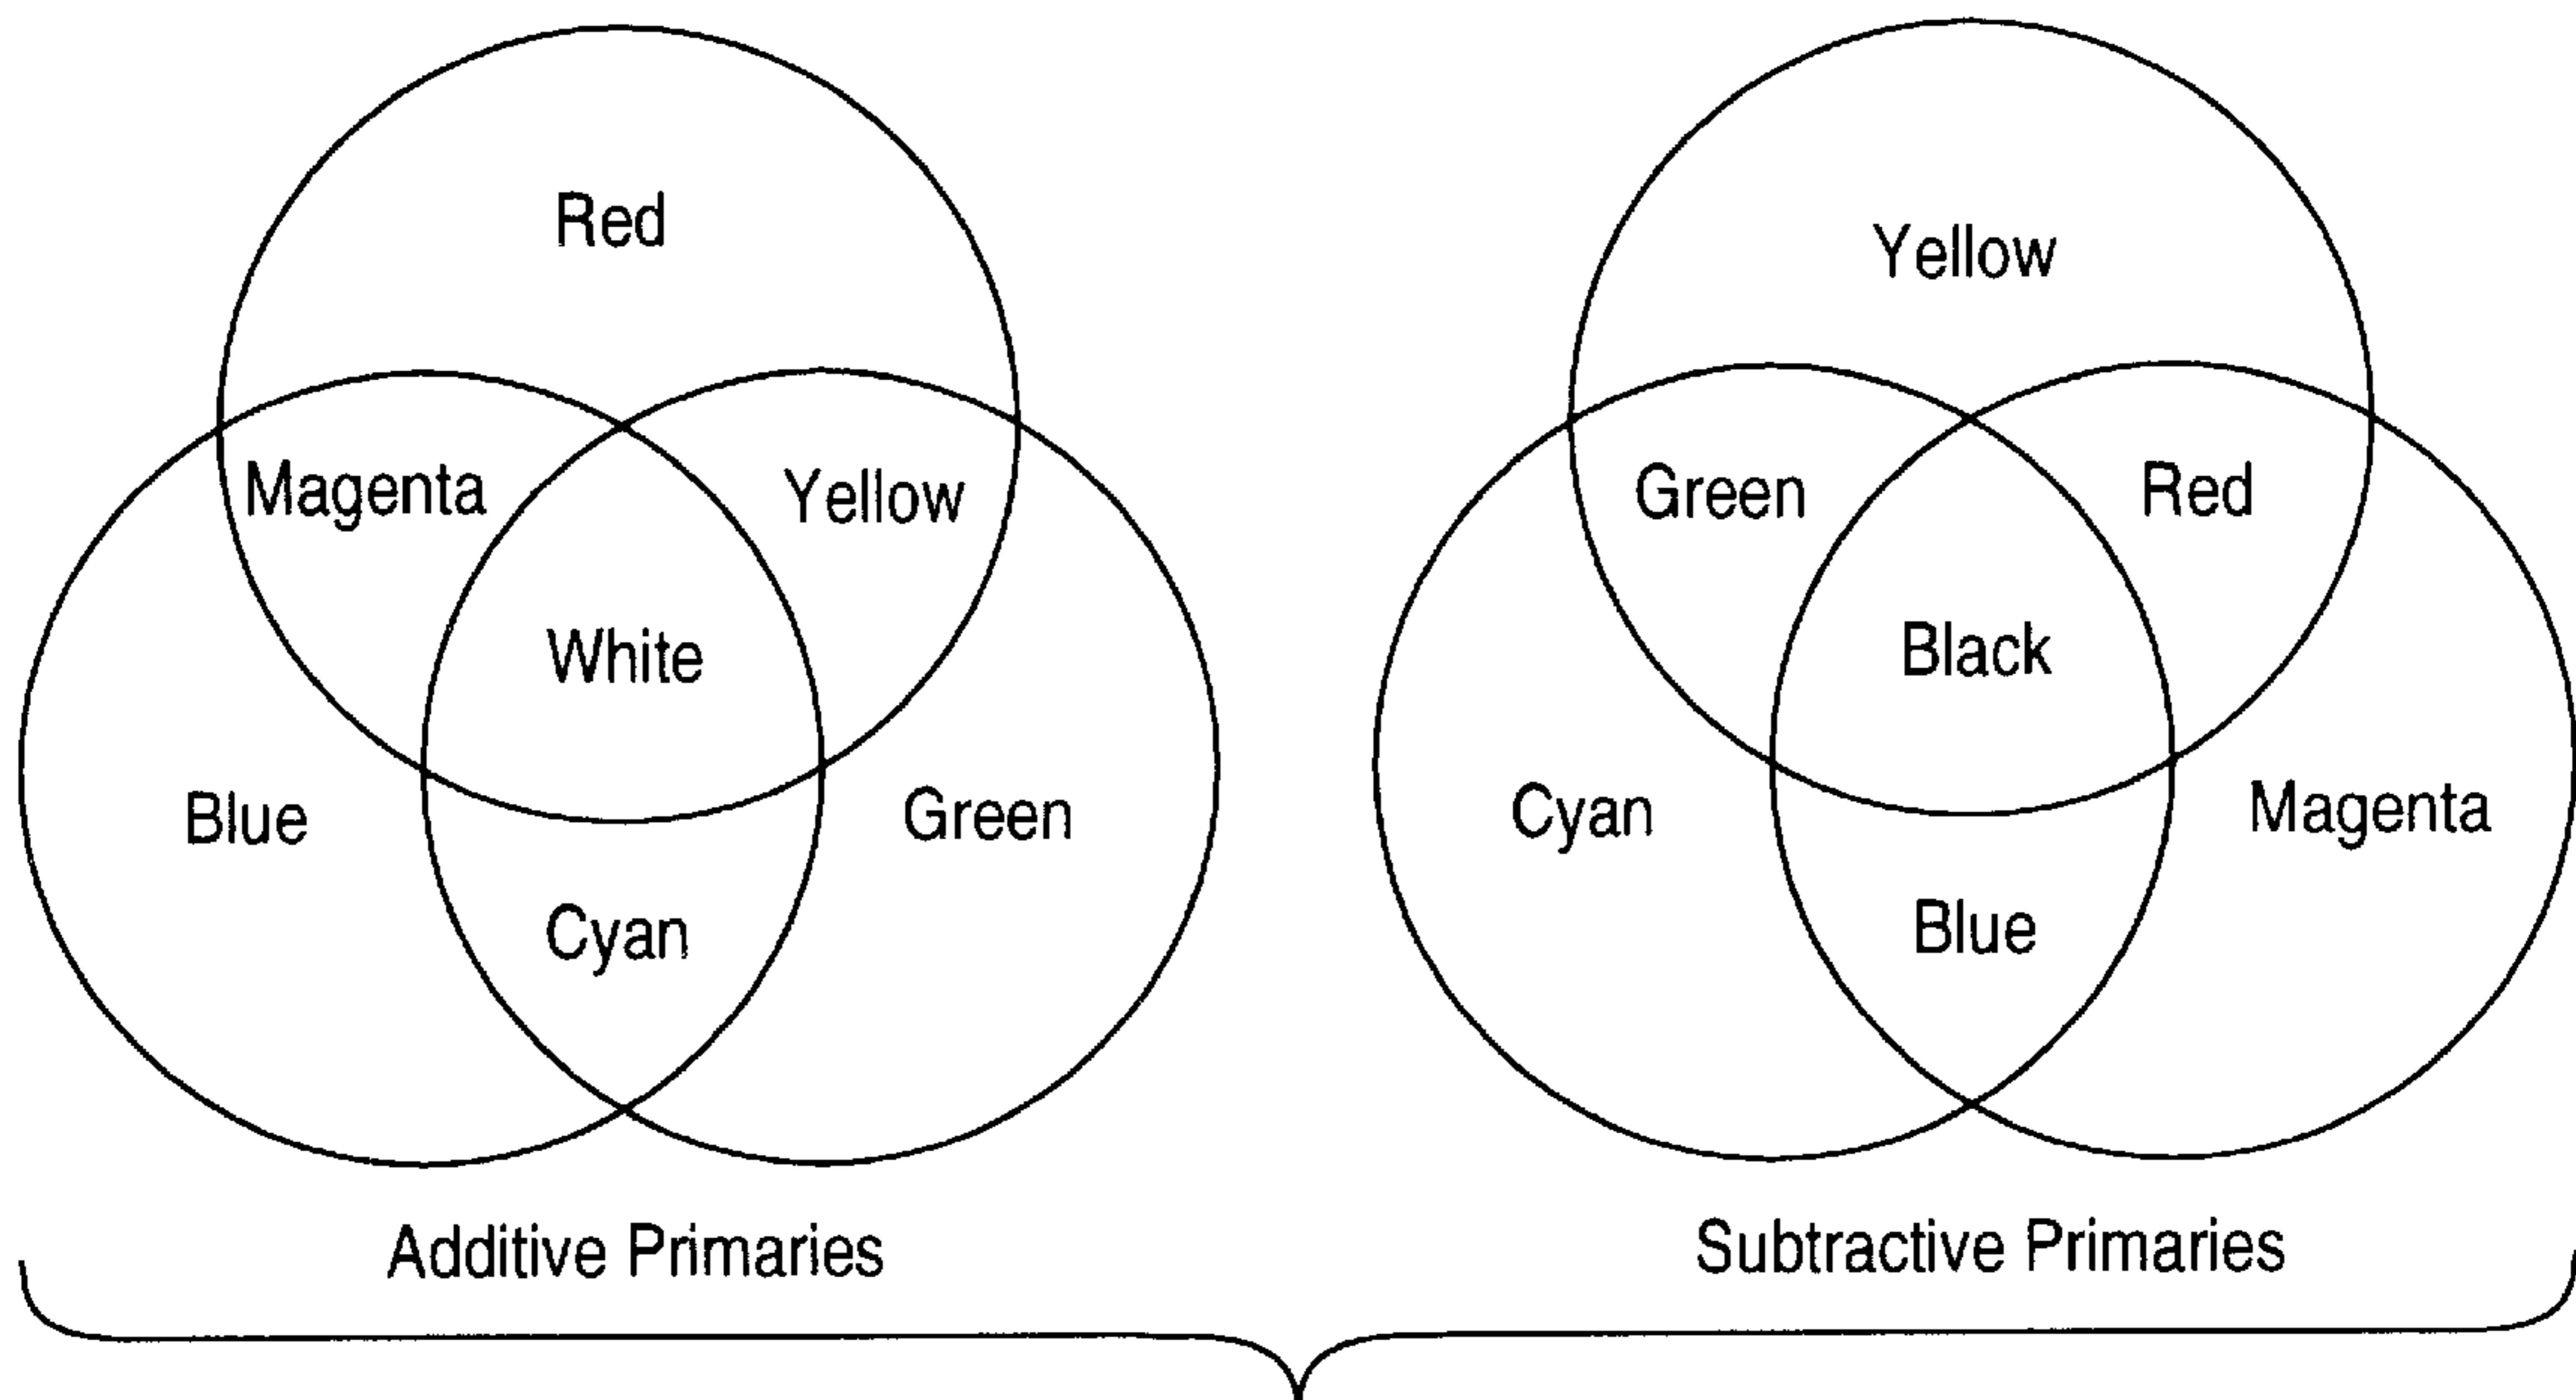 Red
Magenta
Yellow
White
Blue
Green
Cyan
Additive Primaries
Yellow
Green
Red
Black
Cyan
Magenta
Blue
Subtractive Primaries